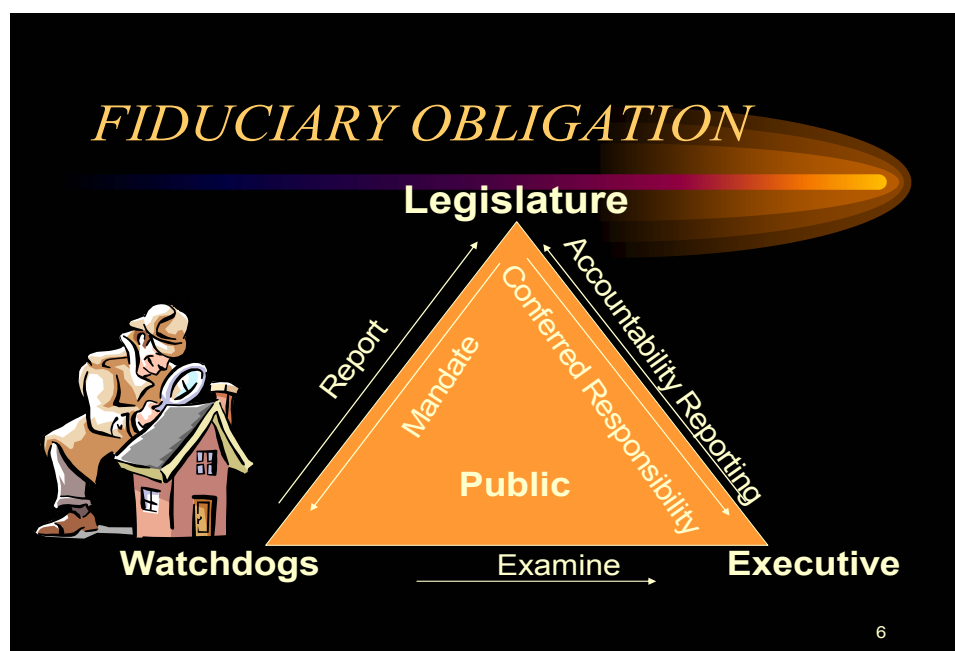 FIDUCIARY OBLIGATION
Legislature
Report
Mandate
Conferred Responsibility
Accountability Reporting
Public
Watchdogs
Examine
Executive
6